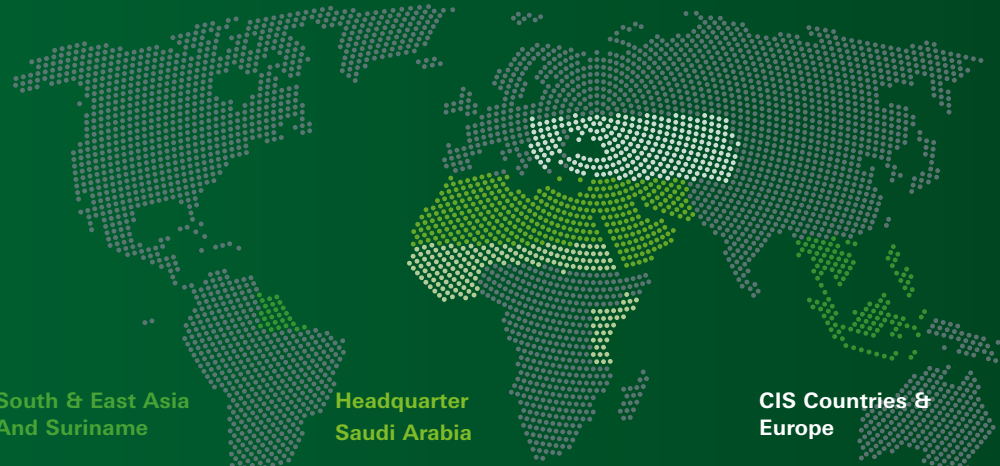 South & East Asia
And Suriname
Headquarter
Saudi Arabia
CIS Countries &
Europe